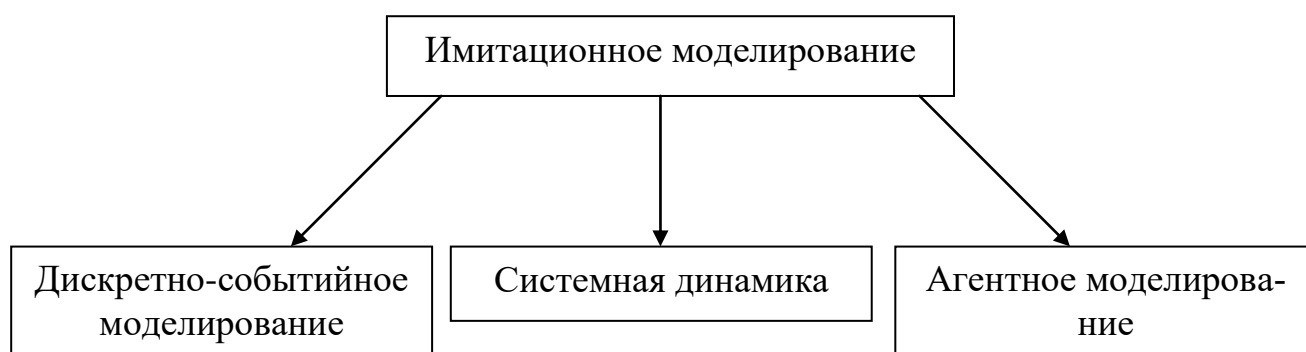 Имитационное моделирование
Дискретно-событийное
моделирование
Системная динамика
Агентное моделирова-
ние